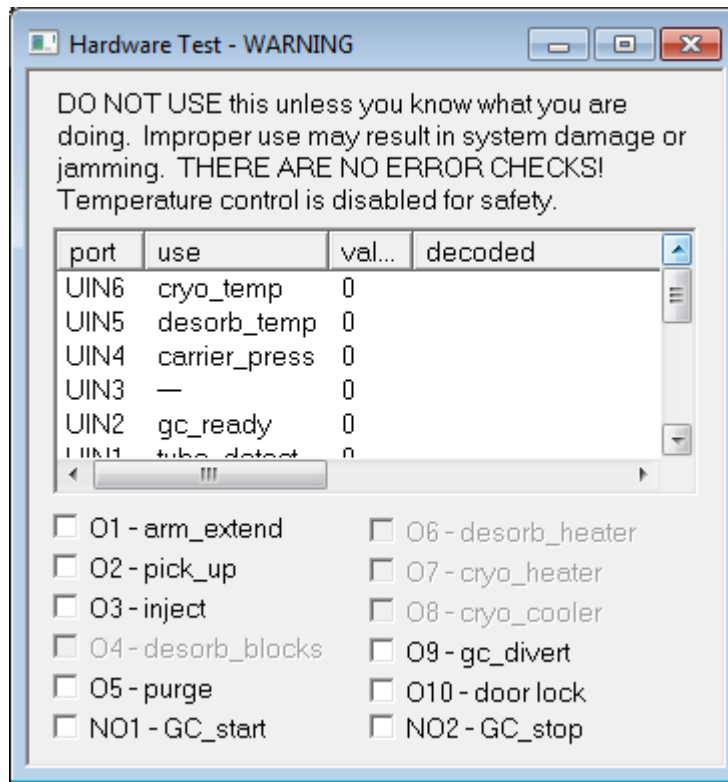 Hardware Test - WARNING
DO NOT USE this unless you know what you are
doing. Improper use may result in system damage or
jamming. THERE ARE NO ERROR CHECKS!
Temperature control is disabled for safety.
port use val... decoded
UIN6 cryo_temp 0
UIN5 desorb_temp 0
UIN4 carrier_press 0
UIN3 — 0
UIN2 gc_ready 0
UIN1 tube_detect 0
O1 - arm_extend O6 - desorb_heater
O2 - pick_up O7 - cryo_heater
O3 - inject O8 - cryo_cooler
O4 - desorb_blocks O9 - gc_divert
O5 - purge O10 - door lock
NO1 - GC_start NO2 - GC_stop